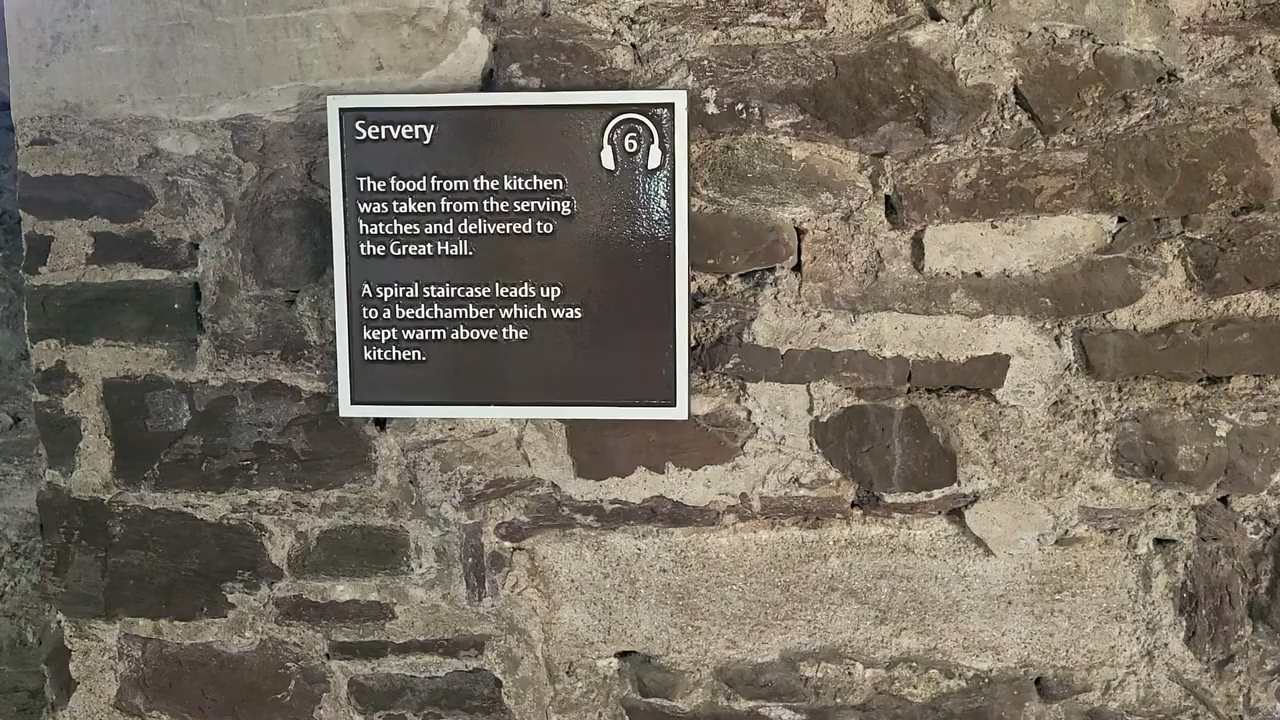 Servery
6
The food from the kitchen
was taken from the serving
hatches and delivered to
the Great Hall.
A spiral staircase leads up
to a bedchamber which was
kept warm above the
kitchen.